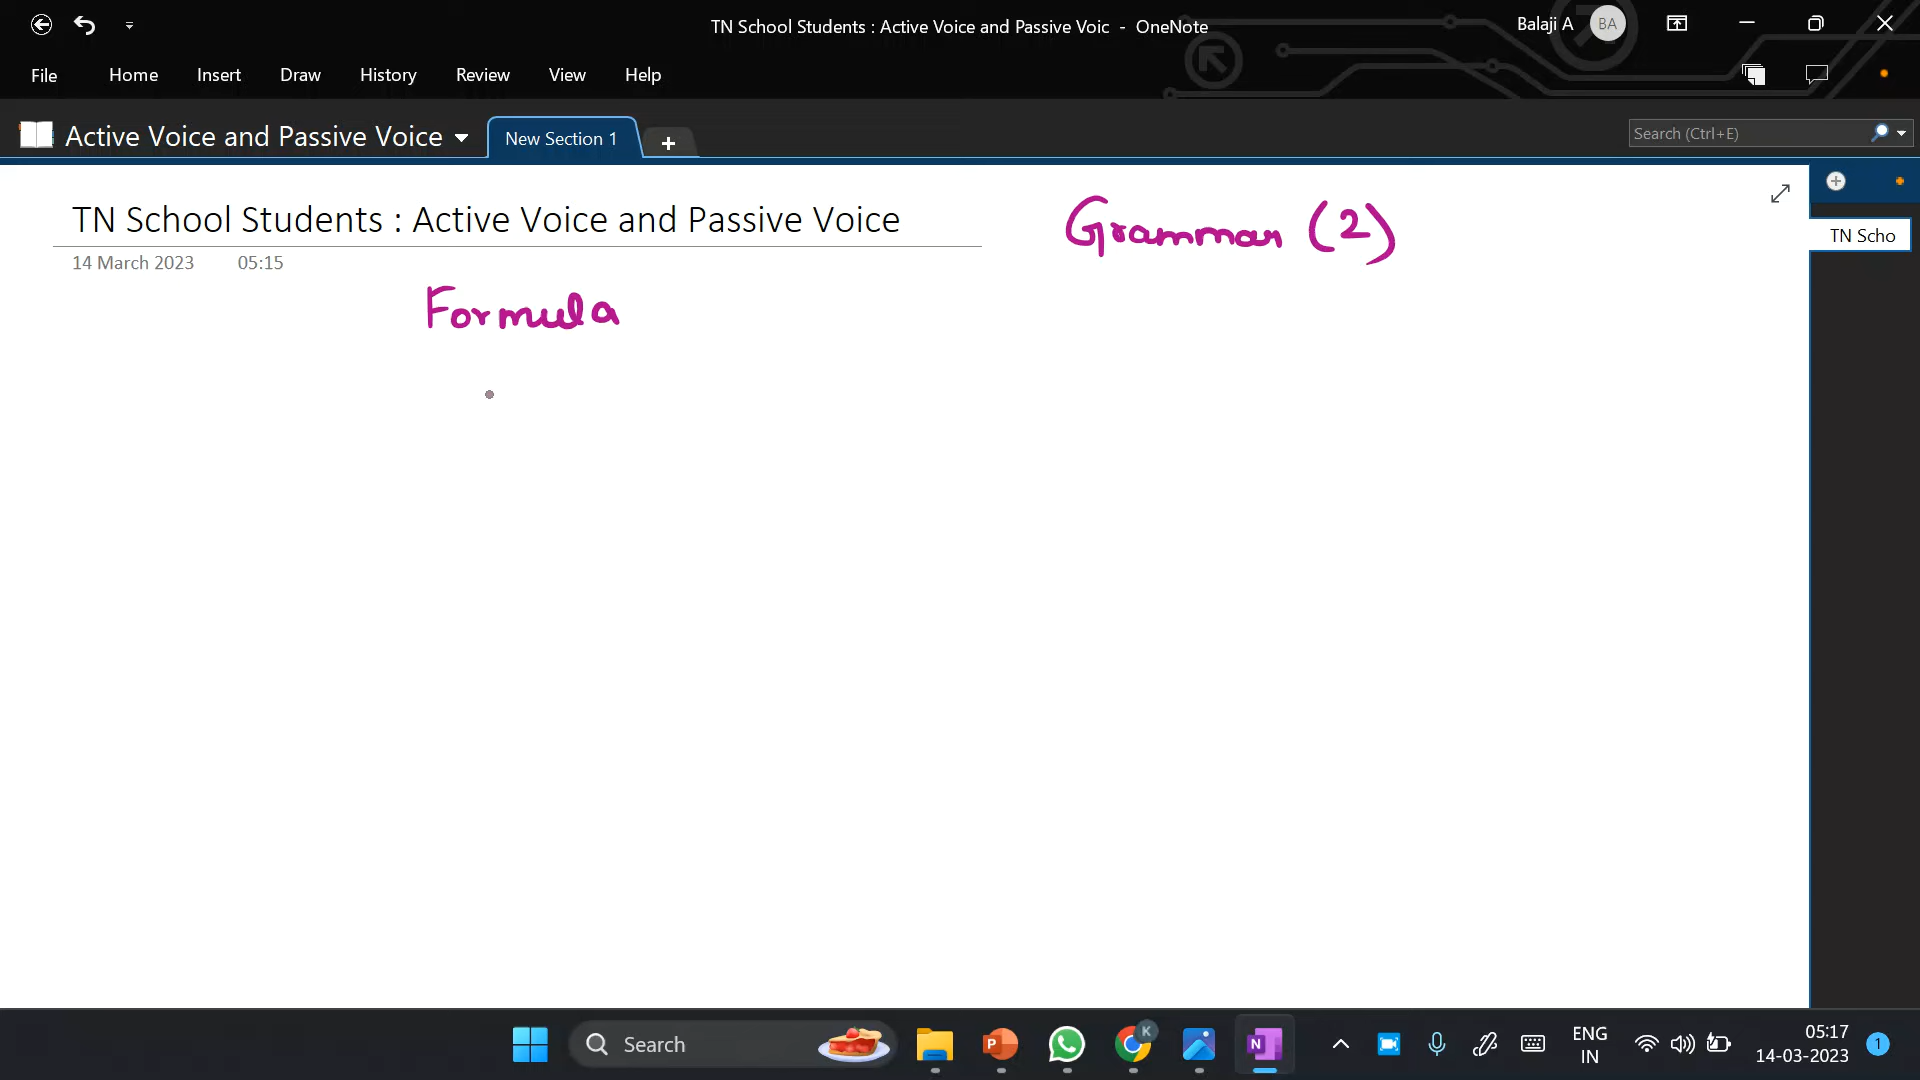 TN School Students : Active Voice and Passive Voic - OneNote
Balaji A
BA
File Home Insert Draw History Review View Help
Active Voice and Passive Voice
New Section 1
Search (Ctrl+E)
TN School Students : Active Voice and Passive Voice
Grammar (2)
TN Scho
14 March 2023 05:15
Formula
Search
P
K
N
ENG
IN
05:17
14-03-2023
1